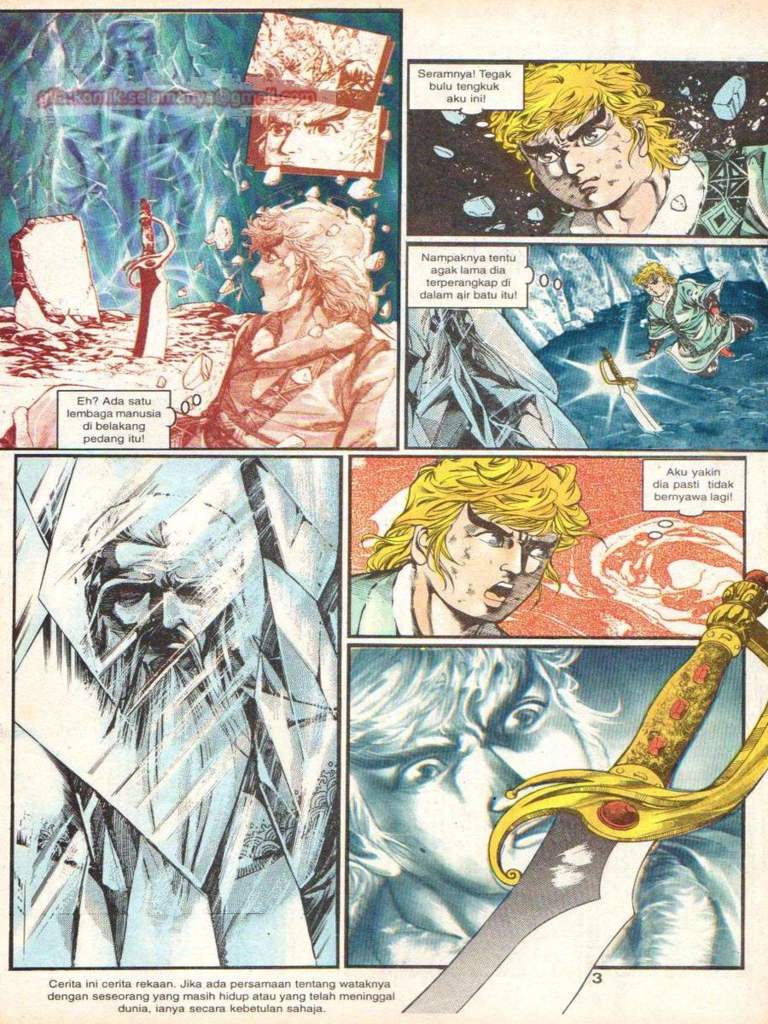 gila.komik.selamanya@gmail.com
Eh? Ada satu
lembaga manusia
di belakang
pedang itu!
Seramnya! Tegak
bulu tengkuk
aku ini!
Nampaknya tentu
agak lama dia
terperangkap di
dalam air batu itu!
Aku yakin
dia pasti tidak
bernyawa lagi!
3
Cerita ini cerita rekaan. Jika ada persamaan tentang wataknya
dengan seseorang yang masih hidup atau yang telah meninggal
dunia, ianya secara kebetulan sahaja.